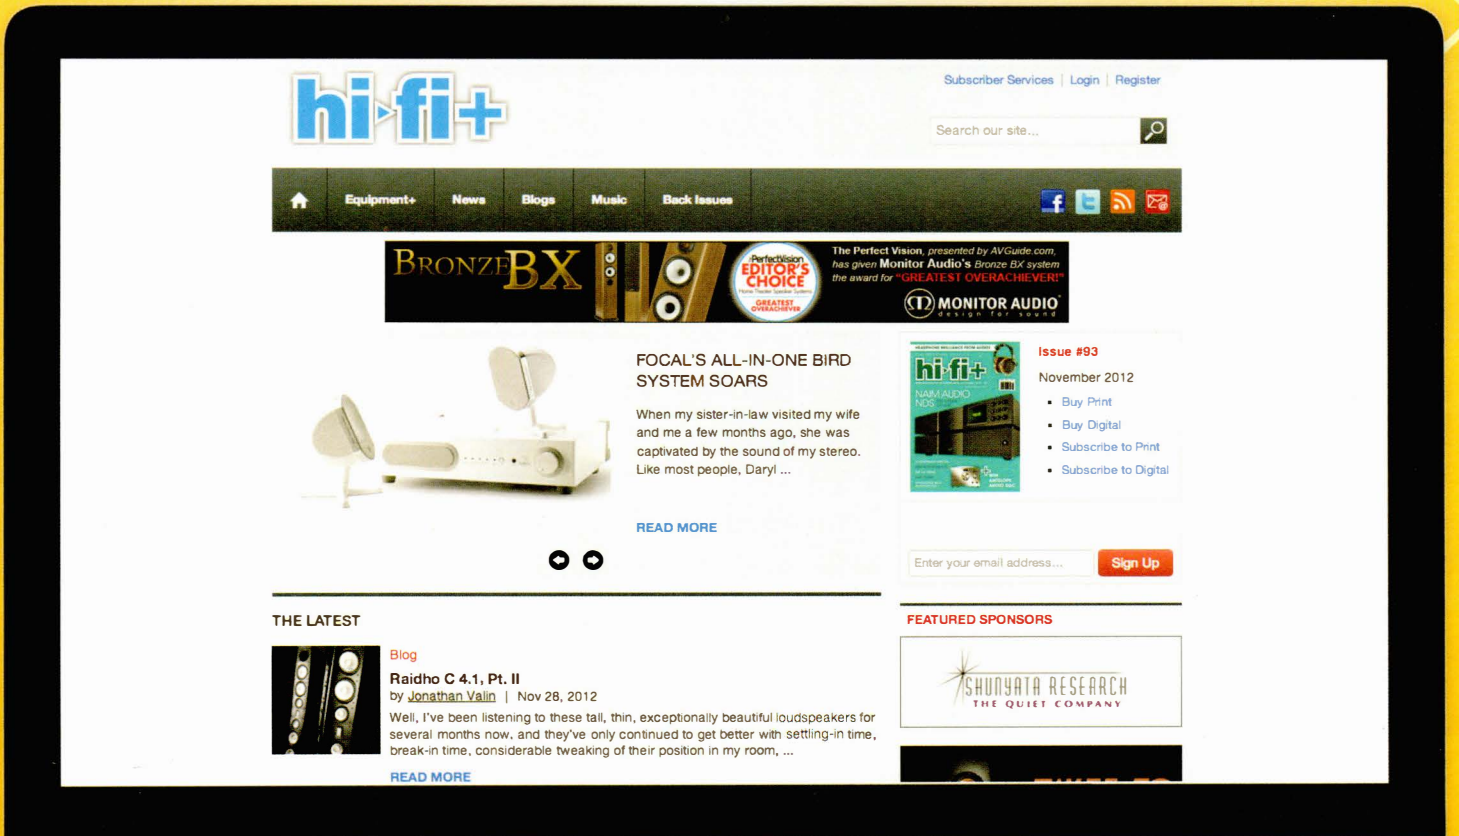 hi-fi+
Subscriber Services | Login | Register
Search our site...
Equipment+
News
Blogs
Music
Back Issues
BRONZE BX
thePerfectVision
EDITOR'S
CHOICE
Home Theater Speaker Systems
GREATEST
OVERACHIEVER
The Perfect Vision, presented by AVGuide.com,
has given Monitor Audio's Bronze BX system
the award for "GREATEST OVERACHIEVER!"
MONITOR AUDIO
design for sound
FOCAL'S ALL-IN-ONE BIRD
SYSTEM SOARS
When my sister-in-law visited my wife
and me a few months ago, she was
captivated by the sound of my stereo.
Like most people, Daryl ...
READ MORE
hi-fi+
NAIM AUDIO
NDS
Issue #93
November 2012
Buy Print
Buy Digital
Subscribe to Print
Subscribe to Digital
Enter your email address...
Sign Up
THE LATEST
Blog
Raidho C 4.1, Pt. II
by Jonathan Valin | Nov 28, 2012
Well, I've been listening to these tall, thin, exceptionally beautiful loudspeakers for
several months now, and they've only continued to get better with settling-in time,
break-in time, considerable tweaking of their position in my room, ...
READ MORE
FEATURED SPONSORS
SHUNYATA RESEARCH
THE QUIET COMPANY